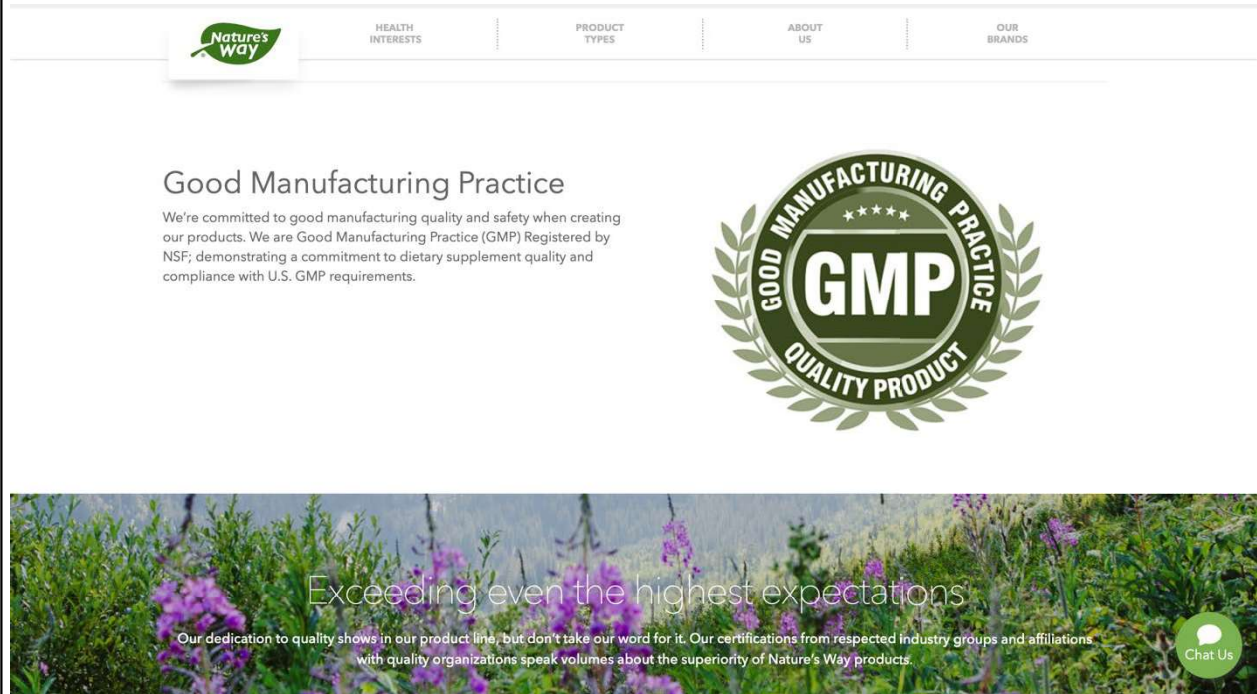 Nature's
Way
HEALTH
INTERESTS
PRODUCT
TYPES
ABOUT
US
OUR
BRANDS
Good Manufacturing Practice
We're committed to good manufacturing quality and safety when creating
our products. We are Good Manufacturing Practice (GMP) Registered by
NSF; demonstrating a commitment to dietary supplement quality and
compliance with U.S. GMP requirements.
GOOD MANUFACTURING PRACTICE
GMP
QUALITY PRODUCT
Exceeding even the highest expectations
Our dedication to quality shows in our product line, but don't take our word for it. Our certifications from respected industry groups and affiliations
with quality organizations speak volumes about the superiority of Nature's Way products.
Chat Us